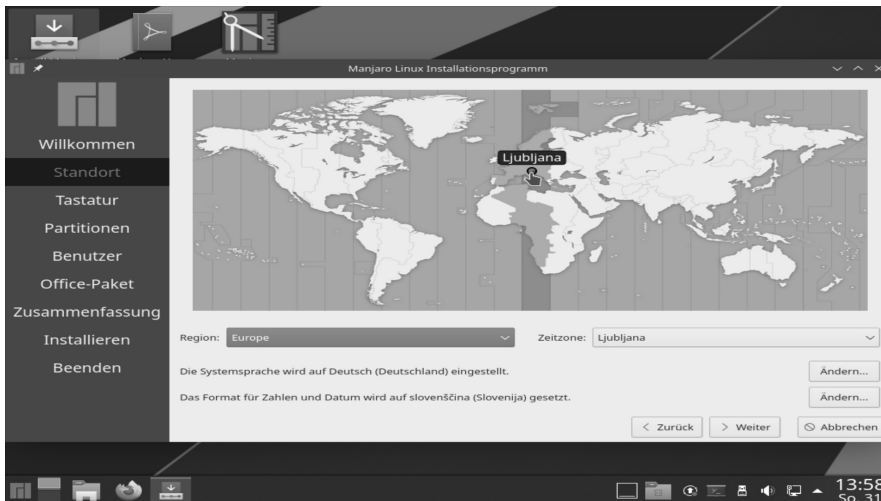 Manjaro Linux Installationsprogramm
Willkommen
Standort
Tastatur
Partitionen
Benutzer
Office-Paket
Zusammenfassung
Installieren
Beenden
Ljubljana
Region: Europe
Zeitzone: Ljubljana
Die Systemsprache wird auf Deutsch (Deutschland) eingestellt.
Ändern...
Das Format für Zahlen und Datum wird auf slovenščina (Slovenija) gesetzt.
Ändern...
Zurück
Weiter
Abbrechen
13:58
So. 31